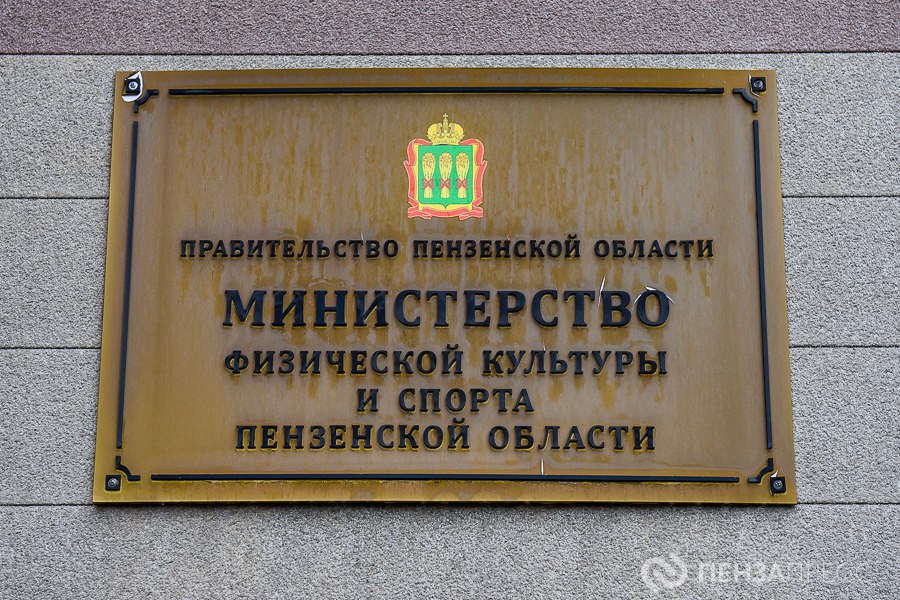 ПРАВИТЕЛЬСТВО ПЕНЗЕНСКОЙ ОБЛАСТИ
МИНИСТЕРСТВО
ФИЗИЧЕСКОЙ КУЛЬТУРЫ
И СПОРТА
ПЕНЗЕНСКОЙ ОБЛАСТИ
ПЕНЗАПРЕСС